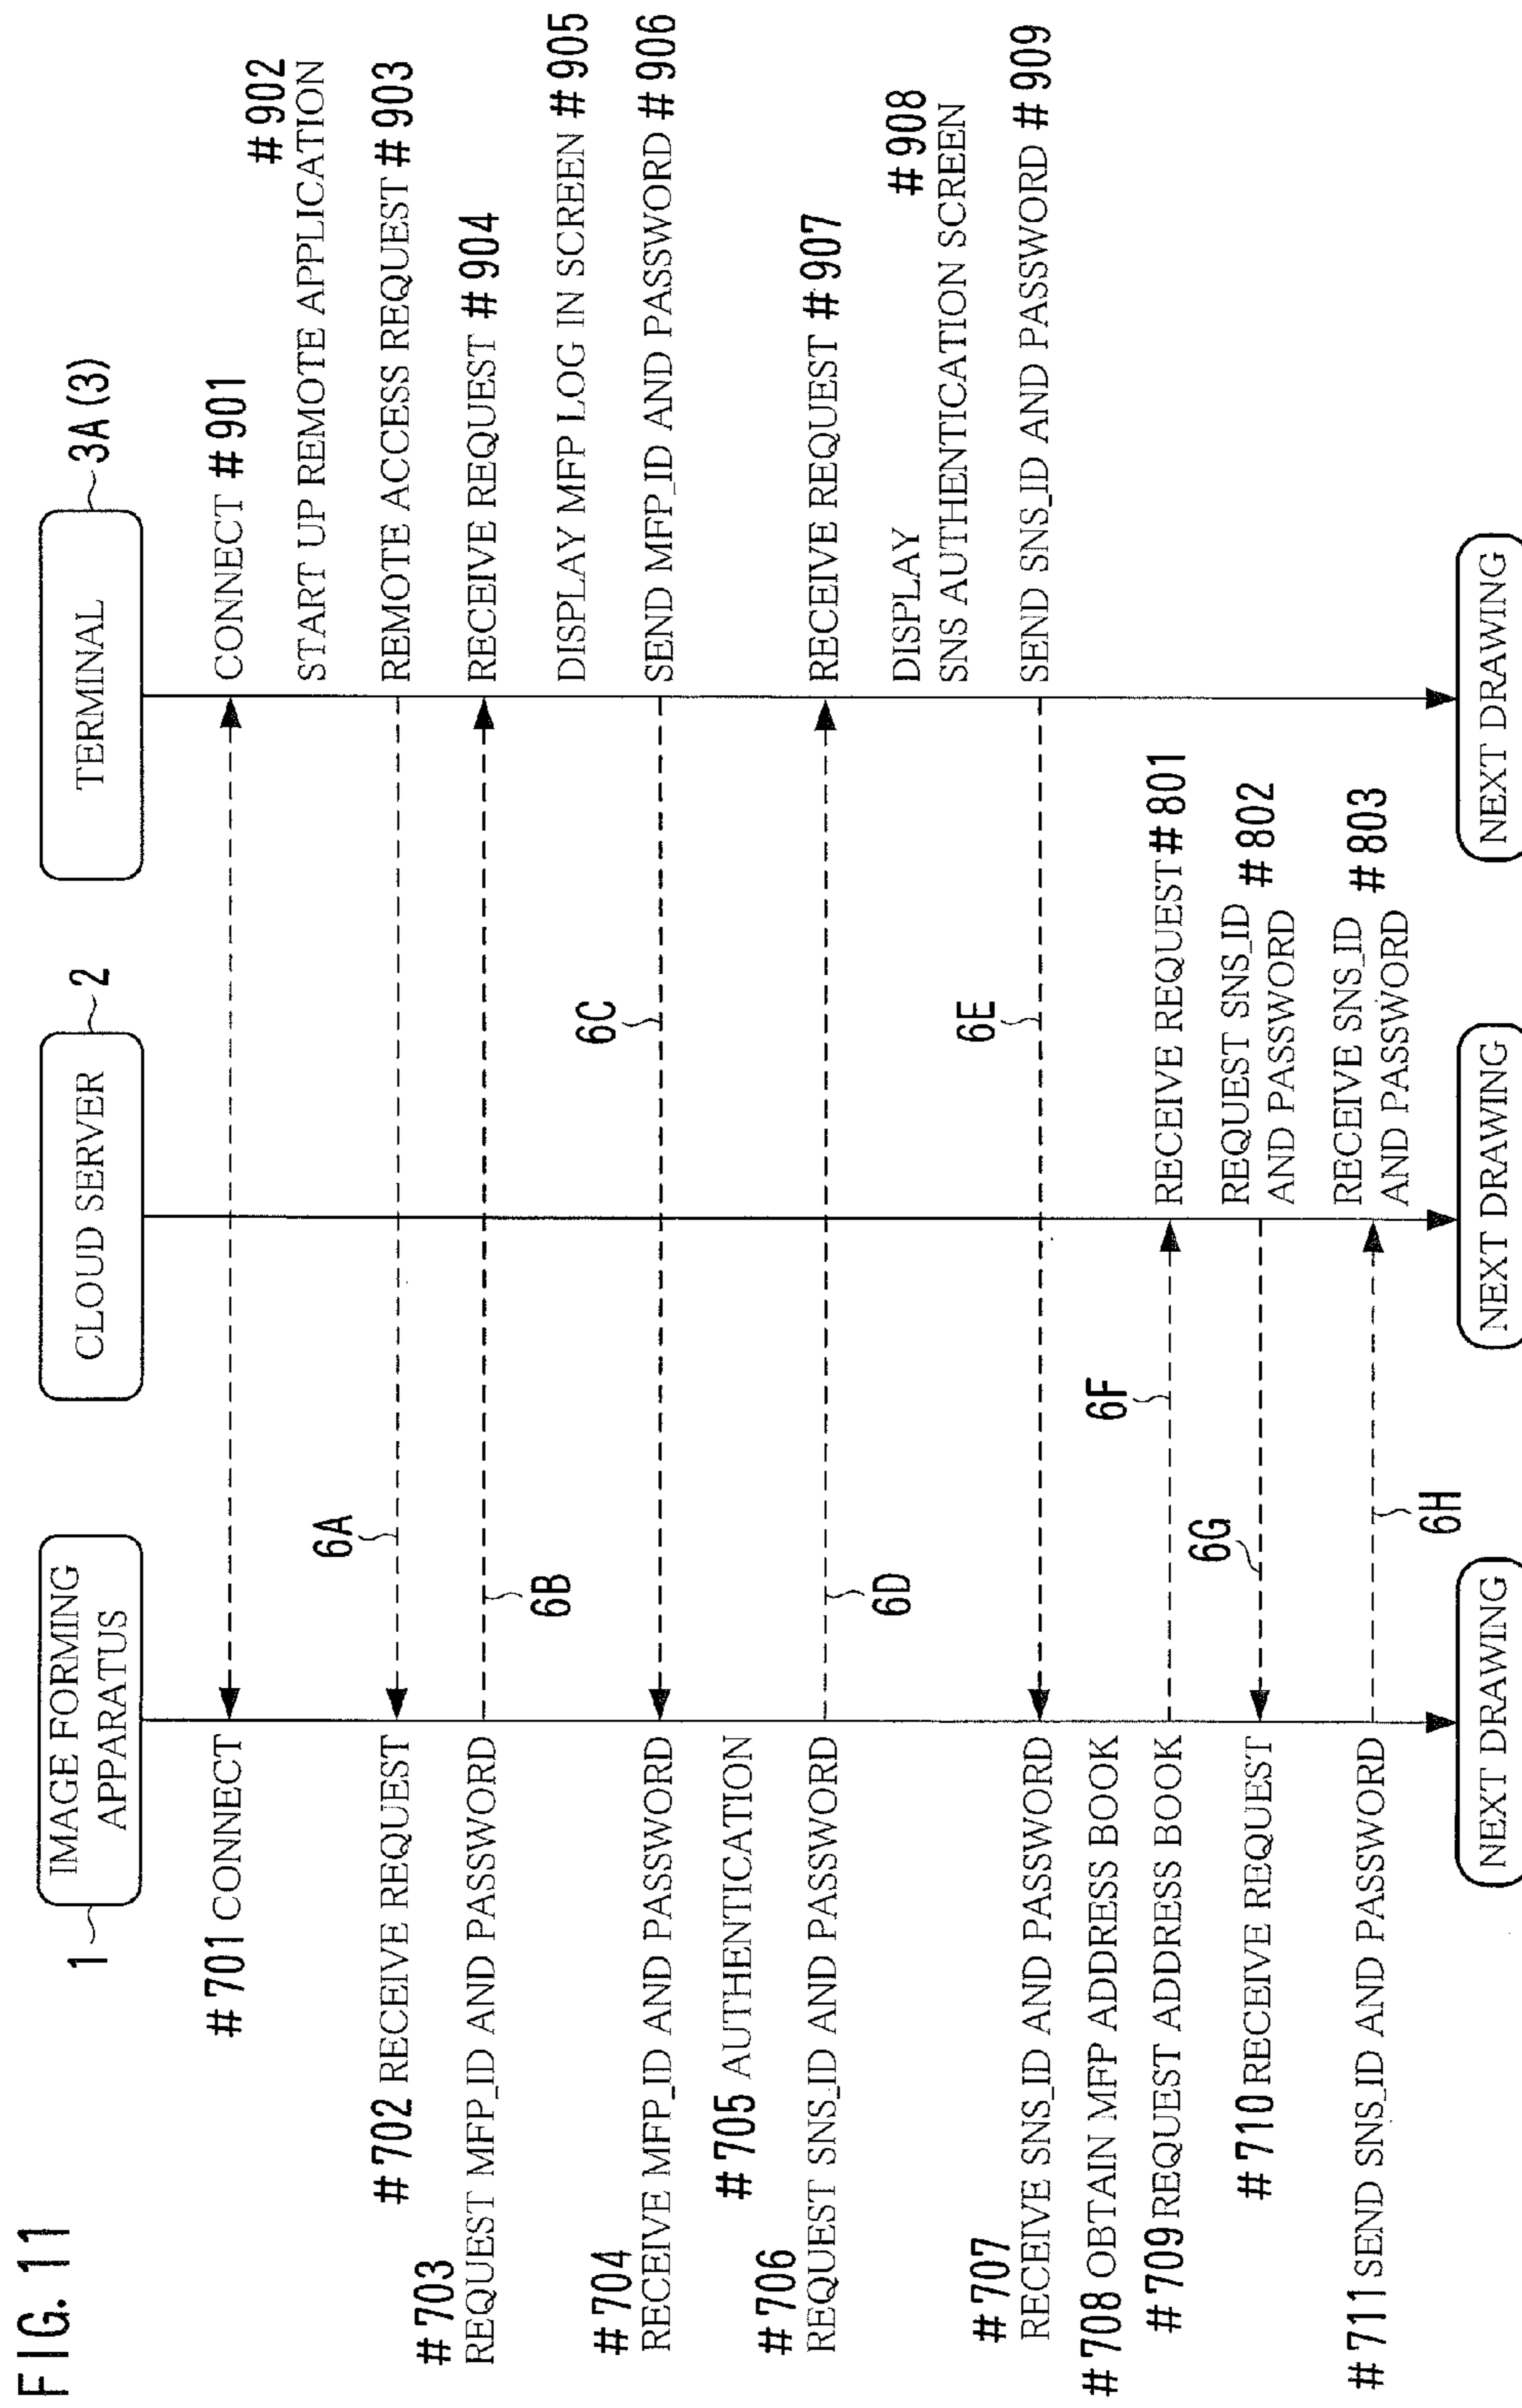 FIG. 11
IMAGE FORMING
APPARATUS
1
CLOUD SERVER
2
TERMINAL
3A (3)
#701 CONNECT
CONNECT #901
#902
START UP REMOTE APPLICATION
6A
#702 RECEIVE REQUEST
REMOTE ACCESS REQUEST #903
#703
REQUEST MFP_ID AND PASSWORD
RECEIVE REQUEST #904
6B
DISPLAY MFP LOG IN SCREEN #905
6C
#704
RECEIVE MFP_ID AND PASSWORD
SEND MFP_ID AND PASSWORD #906
#705 AUTHENTICATION
#706
REQUEST SNS_ID AND PASSWORD
RECEIVE REQUEST #907
6D
DISPLAY #908
SNS AUTHENTICATION SCREEN
6E
#707
RECEIVE SNS_ID AND PASSWORD
SEND SNS_ID AND PASSWORD #909
#708 OBTAIN MFP ADDRESS BOOK
6F
#709 REQUEST ADDRESS BOOK
RECEIVE REQUEST #801
6G
#710 RECEIVE REQUEST
REQUEST SNS_ID #802
AND PASSWORD
#711 SEND SNS_ID AND PASSWORD
RECEIVE SNS_ID #803
AND PASSWORD
6H
NEXT DRAWING
NEXT DRAWING
NEXT DRAWING